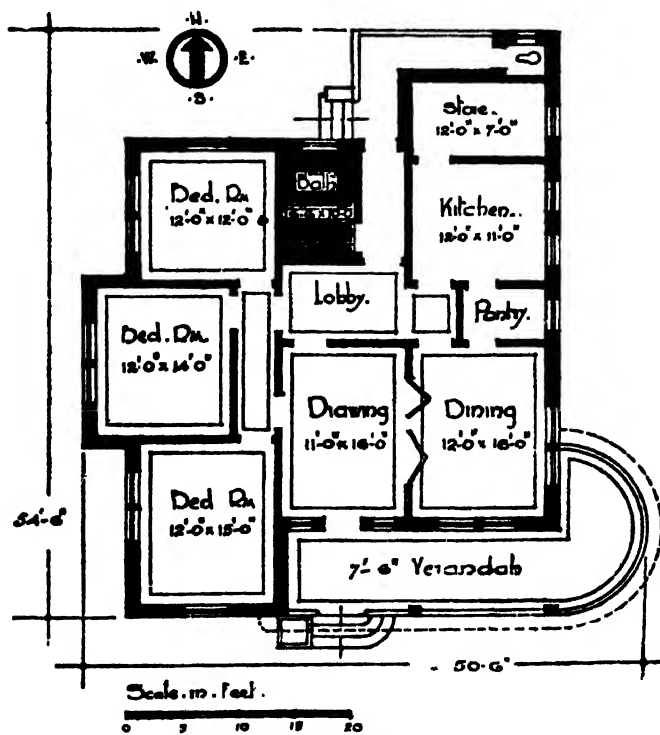 .N.
.W. .E.
.S.
Store.
12'-0" x 7'-0"
Bath
Bed. Rm
12'-0" x 12'-0"
Kitchen..
12'-0" x 11'-0"
Lobby.
Pantry.
Bed. Rm.
12'-0" x 14'-0"
Drawing
11'-0" x 16'-0"
Dining
12'-0" x 16'-0"
Bed Rm
12'-0" x 15'-0"
54'-6"
7'-6" Verandah
50'-6"
Scale. in. Feet.
0 5 10 15 20